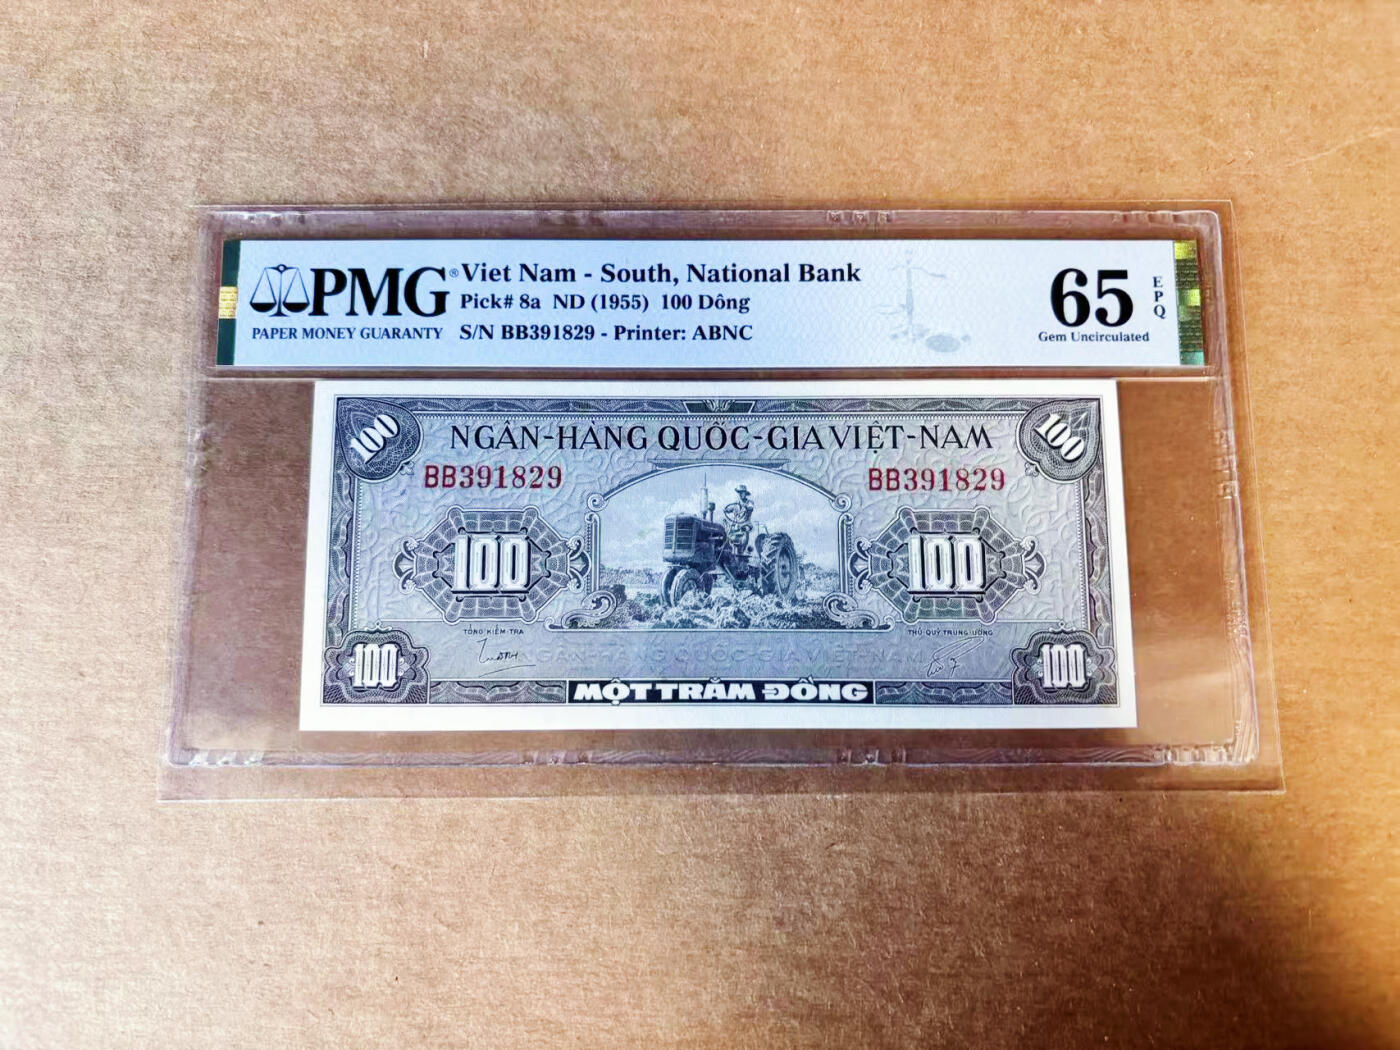 PMG®
PAPER MONEY GUARANTY
Viet Nam - South, National Bank
Pick# 8a ND (1955) 100 Dông
S/N BB391829 - Printer: ABNC
65
EPQ
Gem Uncirculated
100
NGÂN-HÀNG QUỐC-GIA VIỆT-NAM
100
BB391829
BB391829
100
100
TỔNG KIỂM TRA
THỦ QUỸ TRUNG ƯƠNG
NGÂN-HÀNG QUỐC-GIA VIỆT-NAM
100
MỘT TRĂM ĐỒNG
100